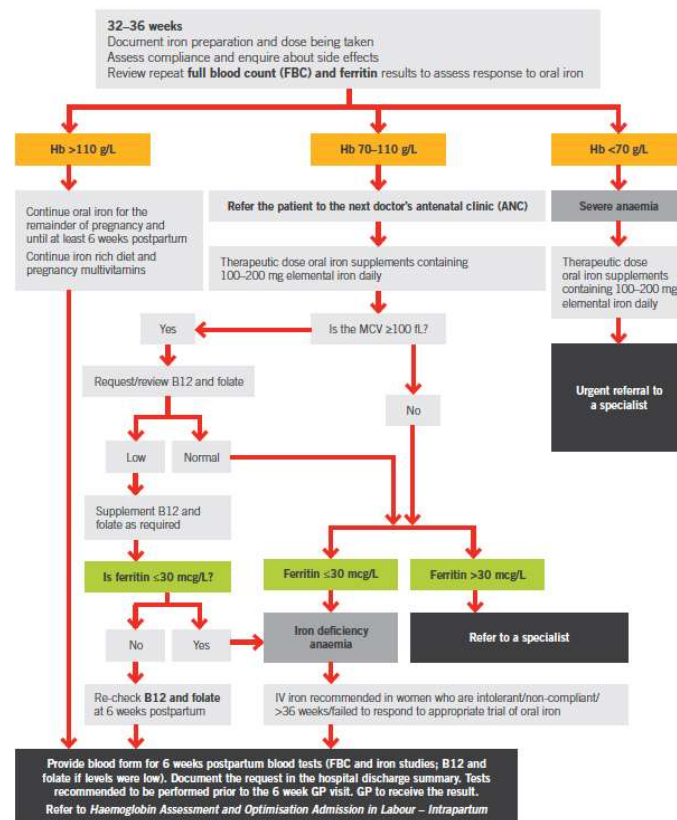 32–36 weeks
Document iron preparation and dose being taken
Assess compliance and enquire about side effects
Review repeat full blood count (FBC) and ferritin results to assess response to oral iron
Hb >110 g/L
Hb 70–110 g/L
Hb <70 g/L
Continue oral iron for the
remainder of pregnancy and
until at least 6 weeks postpartum
Continue iron rich diet and
pregnancy multivitamins
Refer the patient to the next doctor's antenatal clinic (ANC)
Severe anaemia
Therapeutic dose oral iron supplements containing
100–200 mg elemental iron daily
Therapeutic dose
oral iron supplements
containing 100–200 mg
elemental iron daily
Yes
Is the MCV ≥100 fL?
Request/review B12 and folate
No
Urgent referral to
a specialist
Low
Normal
Supplement B12 and
folate as required
Is ferritin ≤30 mcg/L?
Ferritin ≤30 mcg/L
Ferritin >30 mcg/L
No
Yes
Iron deficiency
anaemia
Refer to a specialist
Re-check B12 and folate
at 6 weeks postpartum
IV iron recommended in women who are intolerant/non-compliant/
>36 weeks/failed to respond to appropriate trial of oral iron
Provide blood form for 6 weeks postpartum blood tests (FBC and iron studies; B12 and
folate if levels were low). Document the request in the hospital discharge summary. Tests
recommended to be performed prior to the 6 week GP visit. GP to receive the result.
Refer to Haemoglobin Assessment and Optimisation Admission in Labour – Intrapartum